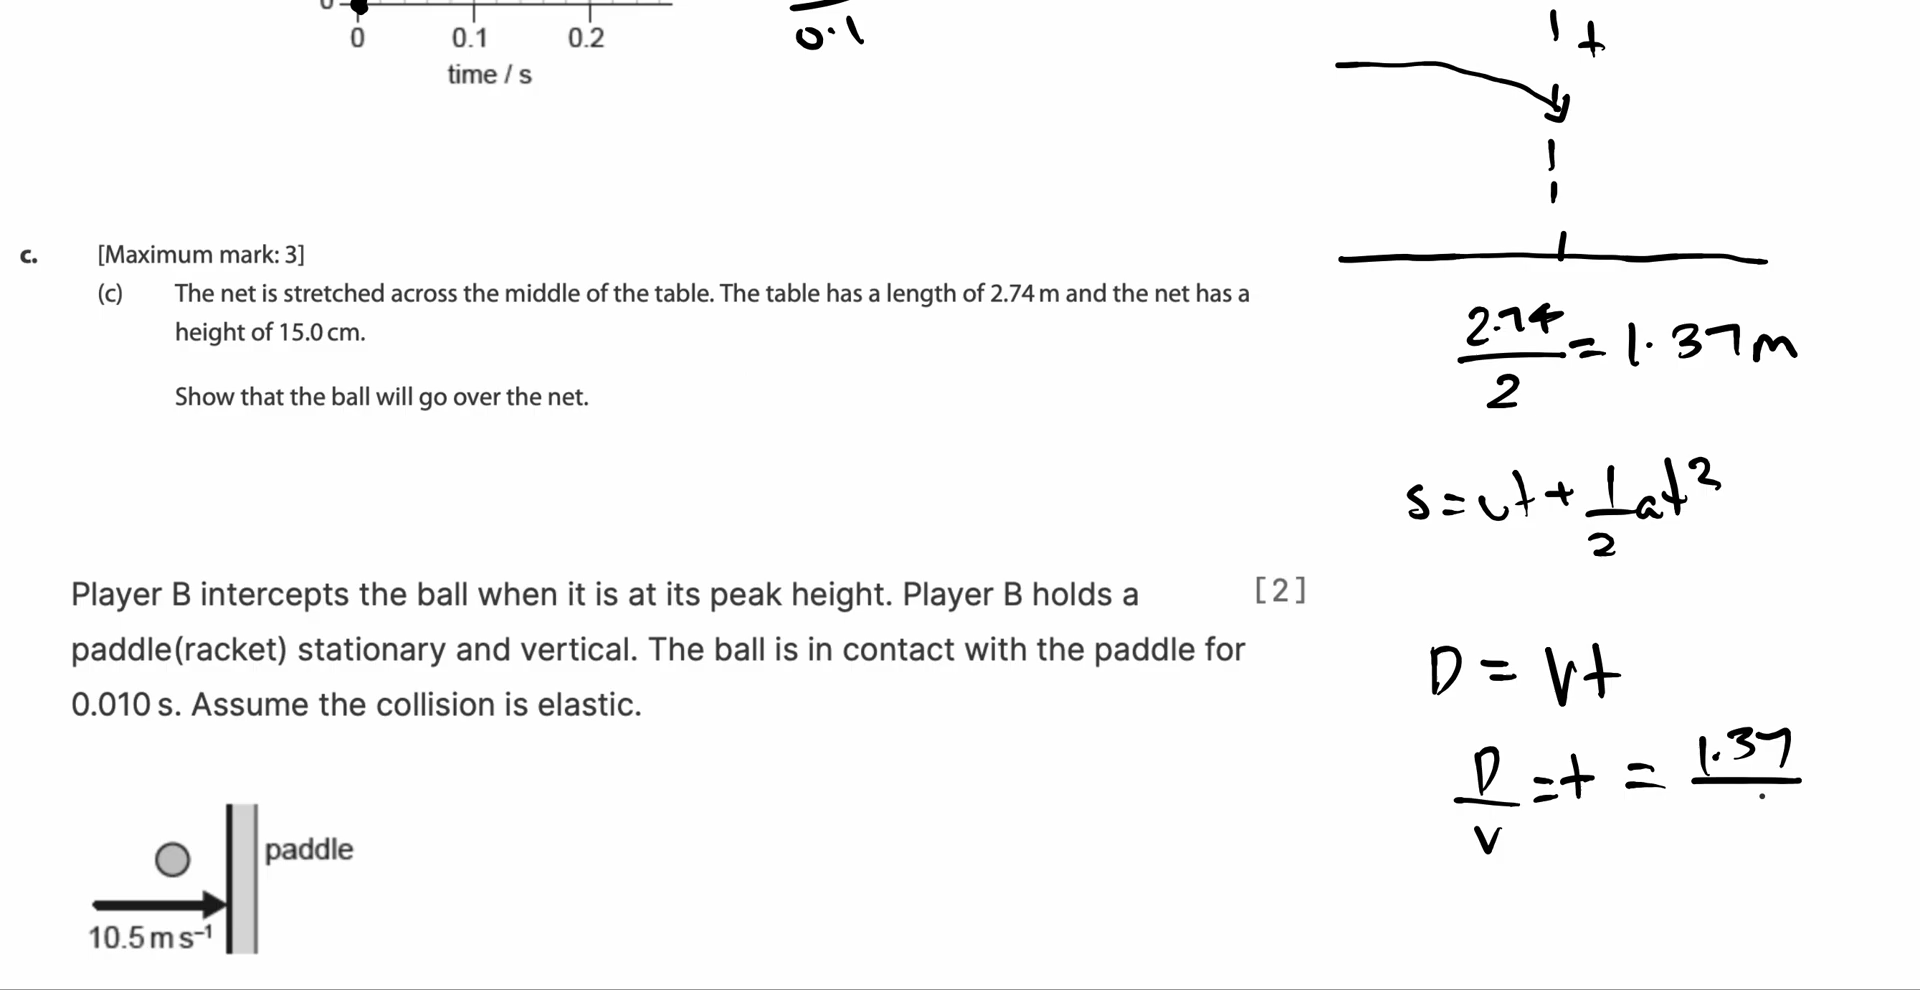 0
0 0.1 0.2
time / s
0.1
t
c. [Maximum mark: 3]
(c) The net is stretched across the middle of the table. The table has a length of 2.74 m and the net has a
height of 15.0 cm.
Show that the ball will go over the net.
2.74/2 = 1.37m
s = ut + 1/2 at²
Player B intercepts the ball when it is at its peak height. Player B holds a [2]
paddle(racket) stationary and vertical. The ball is in contact with the paddle for
0.010 s. Assume the collision is elastic.
D = Vt
D/V = t = 1.37
paddle
10.5 m s⁻¹